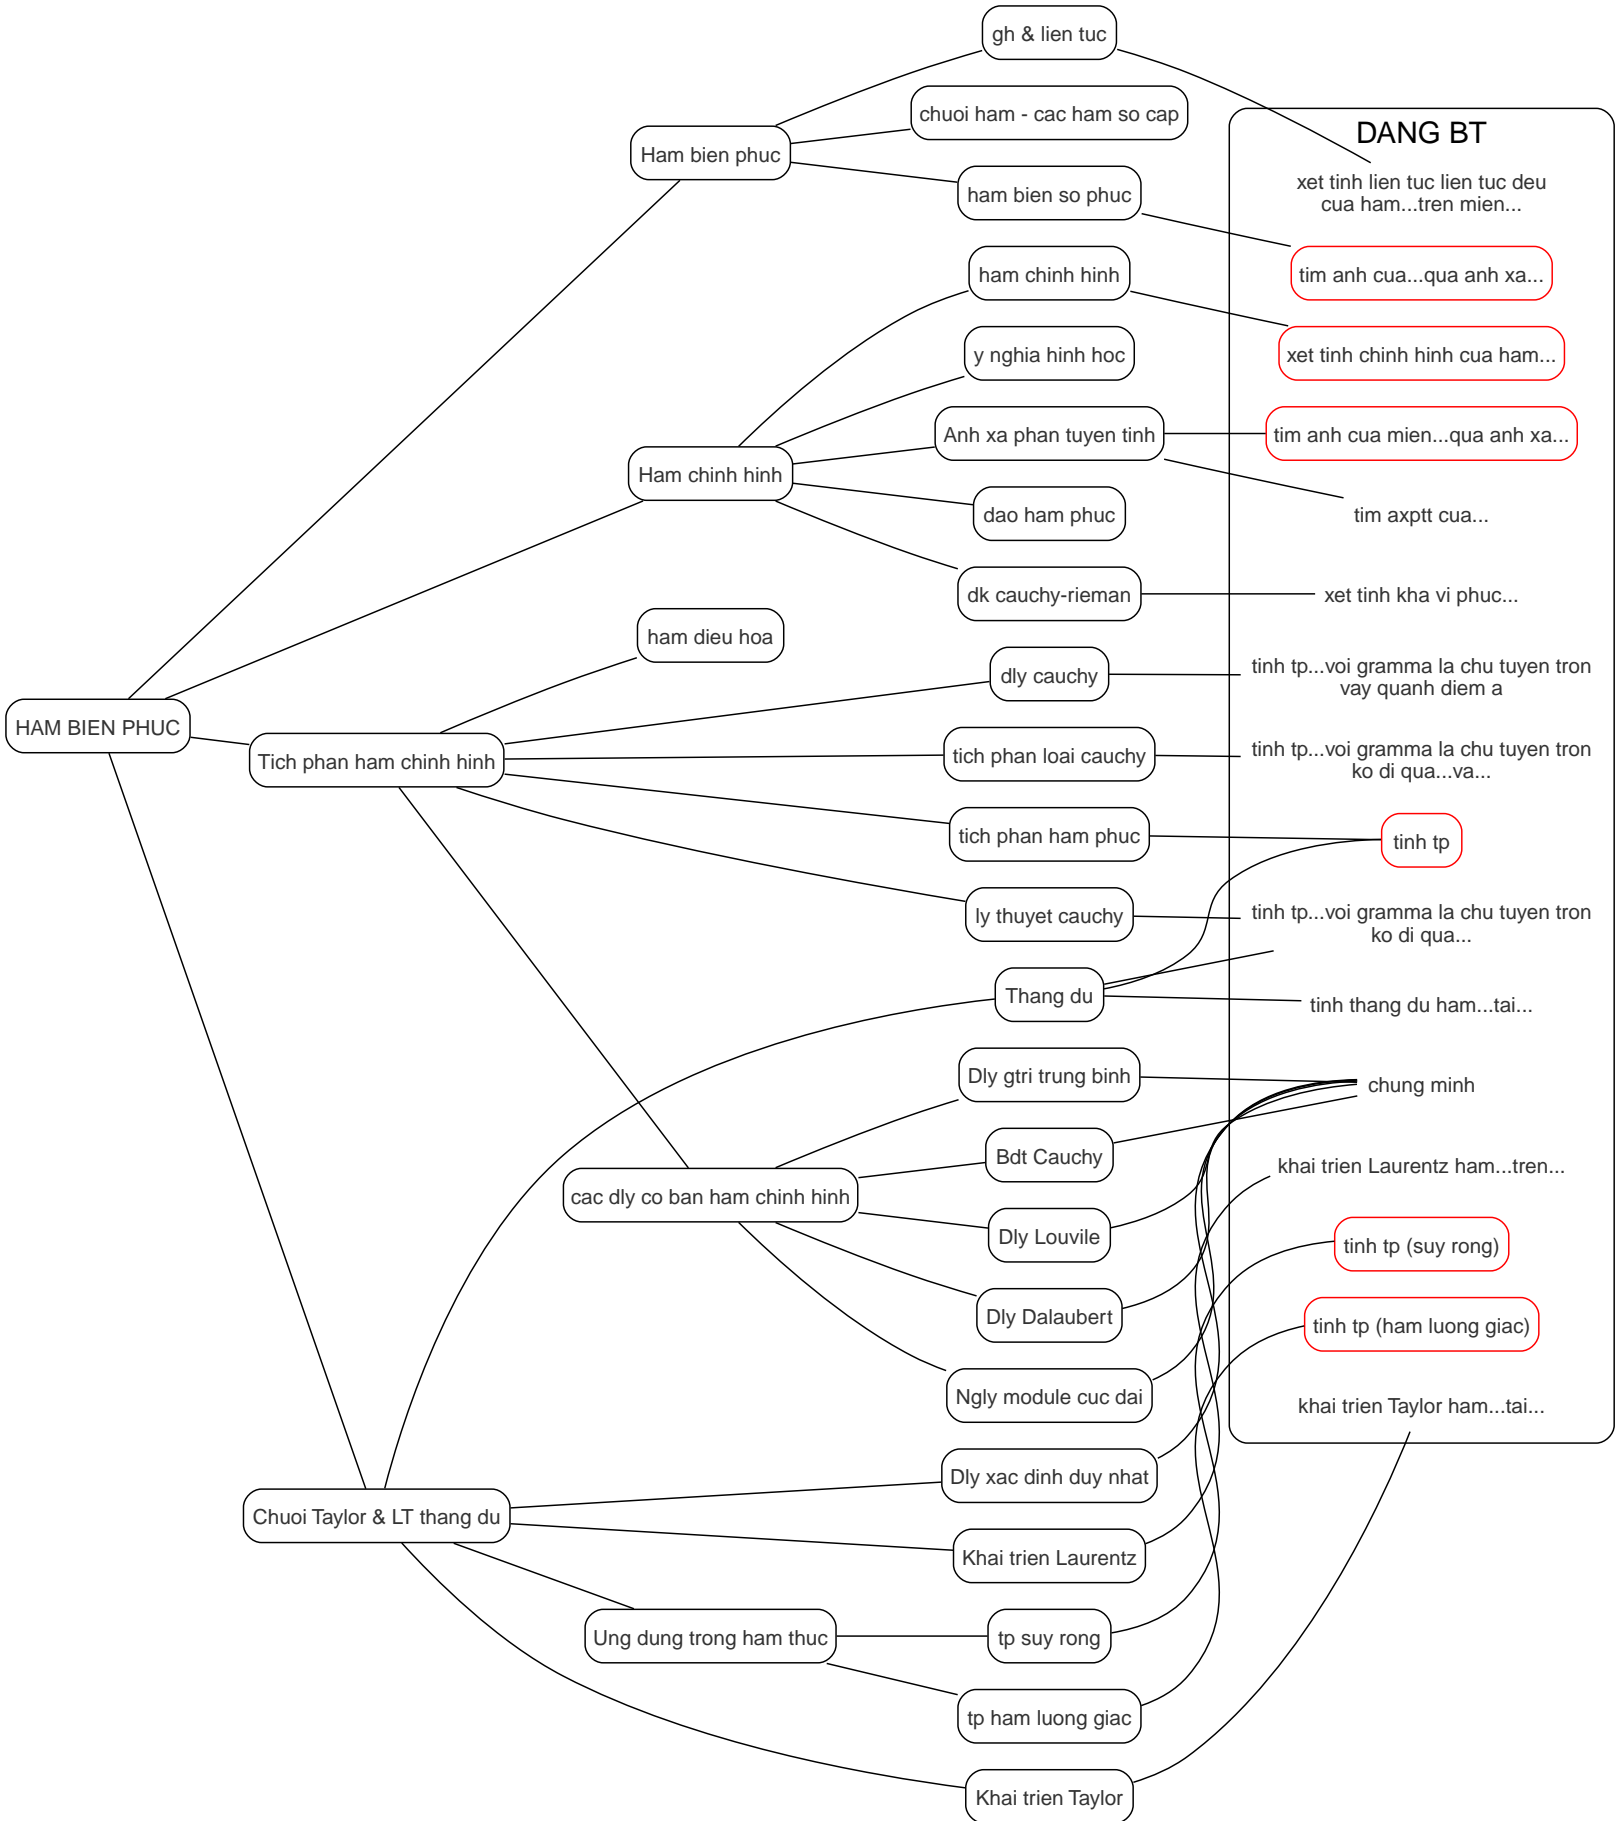 gh & lien tuc
chuoi ham - cac ham so cap
DANG BT
Ham bien phuc
xet tinh lien tuc lien tuc deu
cua ham...tren mien...
ham bien so phuc
ham chinh hinh
tim anh cua...qua anh xa...
y nghia hinh hoc
xet tinh chinh hinh cua ham...
Anh xa phan tuyen tinh
tim anh cua mien...qua anh xa...
Ham chinh hinh
dao ham phuc
tim axptt cua...
dk cauchy-rieman
xet tinh kha vi phuc...
ham dieu hoa
dly cauchy
tinh tp...voi gramma la chu tuyen tron
vay quanh diem a
HAM BIEN PHUC
Tich phan ham chinh hinh
tich phan loai cauchy
tinh tp...voi gramma la chu tuyen tron
ko di qua...va...
tich phan ham phuc
tinh tp
ly thuyet cauchy
tinh tp...voi gramma la chu tuyen tron
ko di qua...
Thang du
tinh thang du ham...tai...
Dly gtri trung binh
chung minh
Bdt Cauchy
khai trien Laurentz ham...tren...
cac dly co ban ham chinh hinh
Dly Louvile
tinh tp (suy rong)
Dly Dalaubert
tinh tp (ham luong giac)
Ngly module cuc dai
khai trien Taylor ham...tai...
Dly xac dinh duy nhat
Chuoi Taylor & LT thang du
Khai trien Laurentz
Ung dung trong ham thuc
tp suy rong
tp ham luong giac
Khai trien Taylor